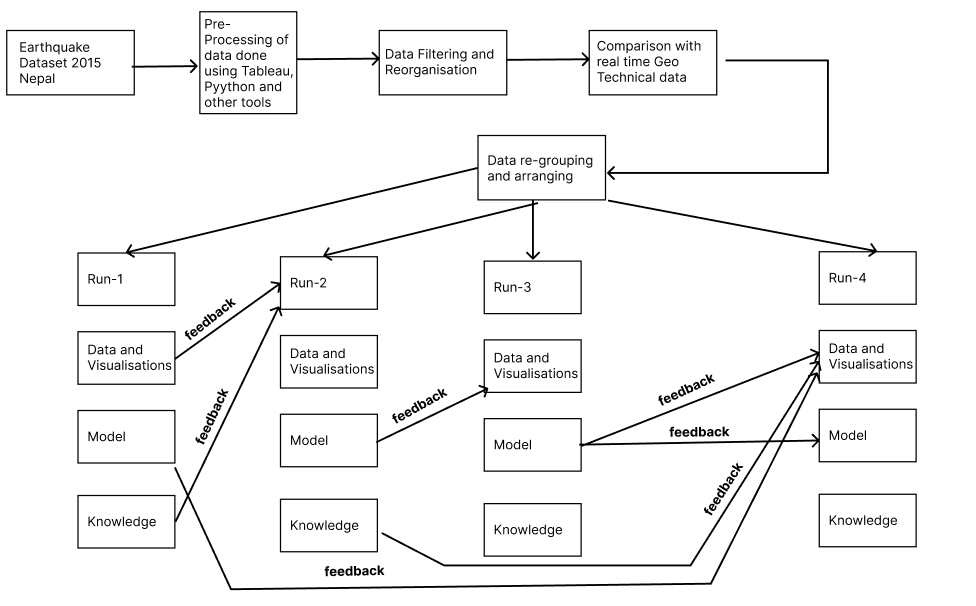 Earthquake
Dataset 2015
Nepal
Pre-
Processing of
data done
using Tableau,
Pyython and
other tools
Data Filtering and
Reorganisation
Comparison with
real time Geo
Technical data
Data re-grouping
and arranging
Run-1
Run-2
Run-3
Run-4
feedback
Data and
Visualisations
Data and
Visualisations
Data and
Visualisations
Data and
Visualisations
feedback
feedback
feedback
Model
Model
Model
feedback
Model
feedback
Knowledge
Knowledge
Knowledge
Knowledge
feedback